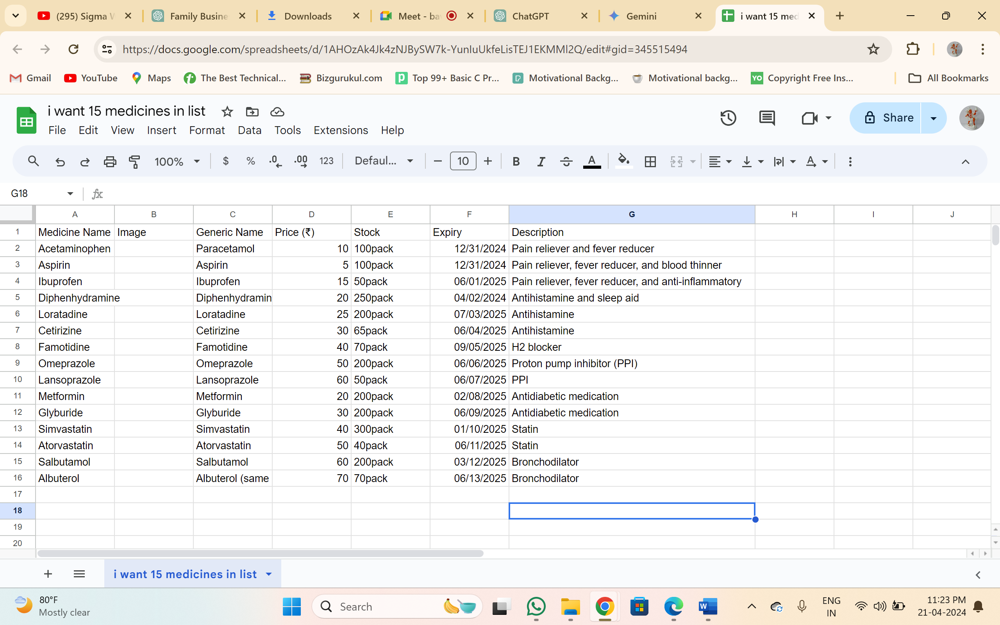 (295) Sigma W
Family Busine
Downloads
Meet - ba
ChatGPT
Gemini
i want 15 med
https://docs.google.com/spreadsheets/d/1AHOzAk4Jk4zNJBySW7k-YunIuUkfeLisTEJ1EKMMl2Q/edit#gid=345515494
Gmail YouTube Maps The Best Technical... Bizgurukul.com Top 99+ Basic C Pr... Motivational Backg... Motivational backg... YO Copyright Free Ins... All Bookmarks
i want 15 medicines in list
Share
File Edit View Insert Format Data Tools Extensions Help
100% $ % .0 .00 123 Defaul... 10 B I A
G18 fx
A B C D E F G H I J
1 Medicine Name Image Generic Name Price (₹) Stock Expiry Description
2 Acetaminophen Paracetamol 10 100pack 12/31/2024 Pain reliever and fever reducer
3 Aspirin Aspirin 5 100pack 12/31/2024 Pain reliever, fever reducer, and blood thinner
4 Ibuprofen Ibuprofen 15 50pack 06/01/2025 Pain reliever, fever reducer, and anti-inflammatory
5 Diphenhydramine Diphenhydramin 20 250pack 04/02/2024 Antihistamine and sleep aid
6 Loratadine Loratadine 25 200pack 07/03/2025 Antihistamine
7 Cetirizine Cetirizine 30 65pack 06/04/2025 Antihistamine
8 Famotidine Famotidine 40 70pack 09/05/2025 H2 blocker
9 Omeprazole Omeprazole 50 200pack 06/06/2025 Proton pump inhibitor (PPI)
10 Lansoprazole Lansoprazole 60 50pack 06/07/2025 PPI
11 Metformin Metformin 20 200pack 02/08/2025 Antidiabetic medication
12 Glyburide Glyburide 30 200pack 06/09/2025 Antidiabetic medication
13 Simvastatin Simvastatin 40 300pack 01/10/2025 Statin
14 Atorvastatin Atorvastatin 50 40pack 06/11/2025 Statin
15 Salbutamol Salbutamol 60 200pack 03/12/2025 Bronchodilator
16 Albuterol Albuterol (same 70 70pack 06/13/2025 Bronchodilator
17
18
19
20
i want 15 medicines in list
80°F
Mostly clear
Search
ENG
IN
11:23 PM
21-04-2024